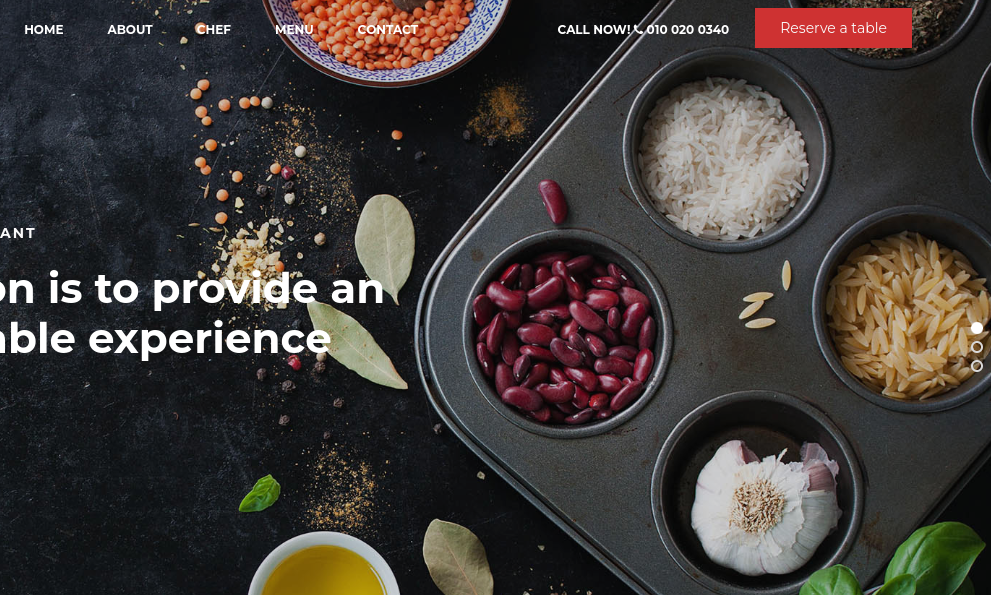 HOME ABOUT CHEF MENU CONTACT CALL NOW! 010 020 0340 Reserve a table
ANT
on is to provide an
able experience